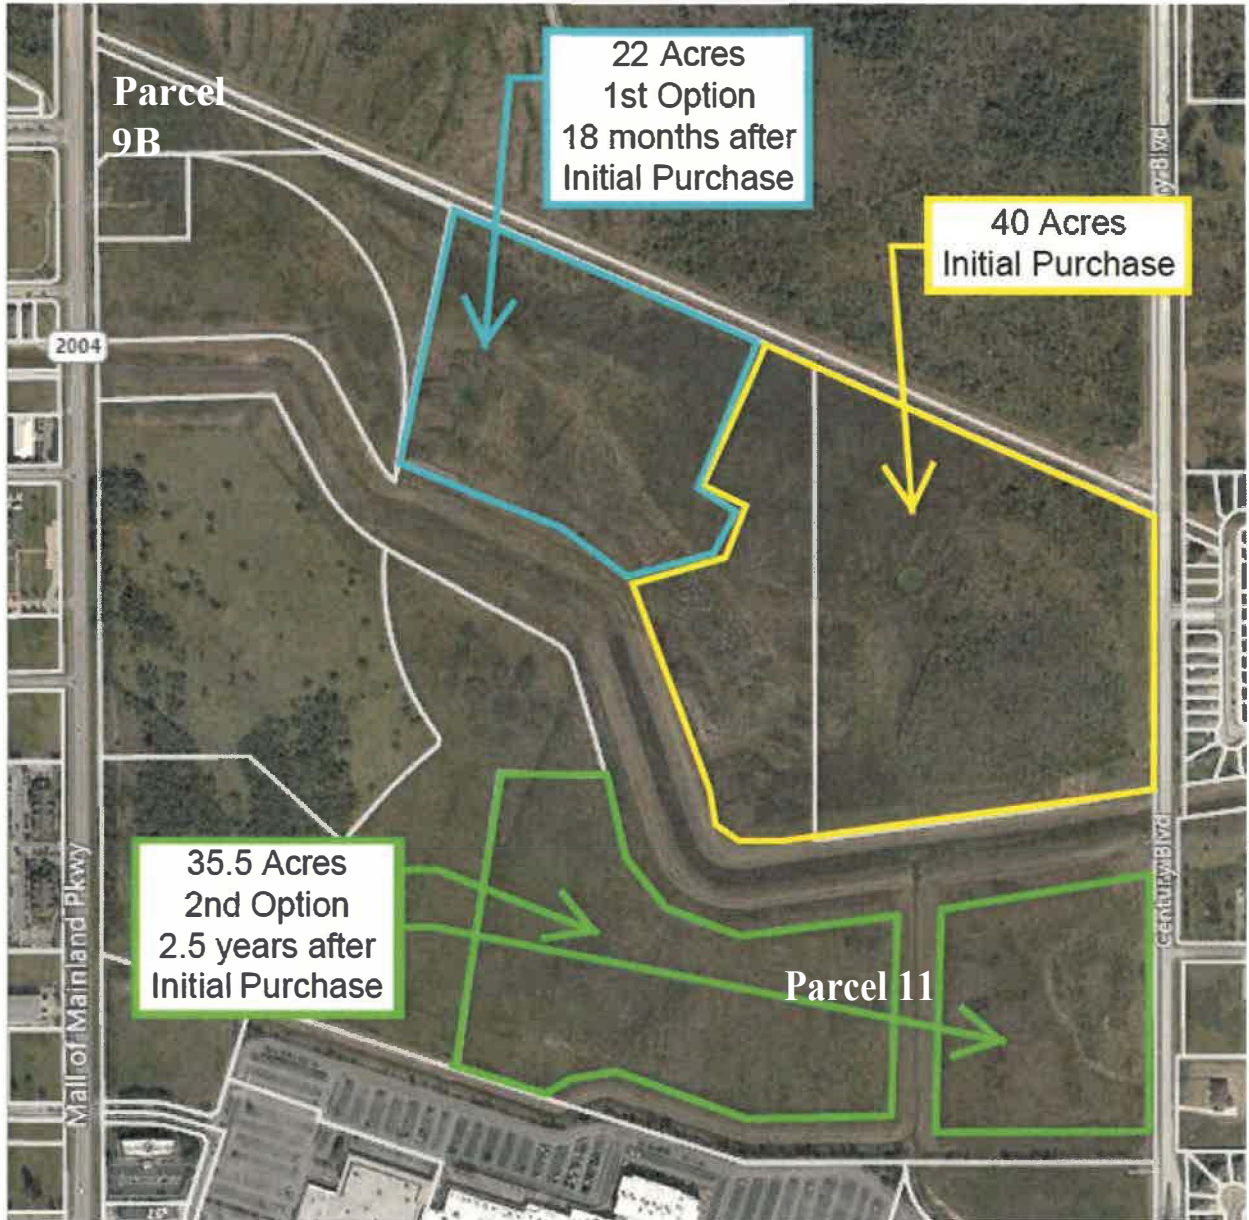 22 Acres
1st Option
18 months after
Initial Purchase
Parcel
9B
40 Acres
Initial Purchase
2004
35.5 Acres
2nd Option
2.5 years after
Initial Purchase
Parcel 11
Mall of Mainland Pkwy
Century Blvd
y Blvd